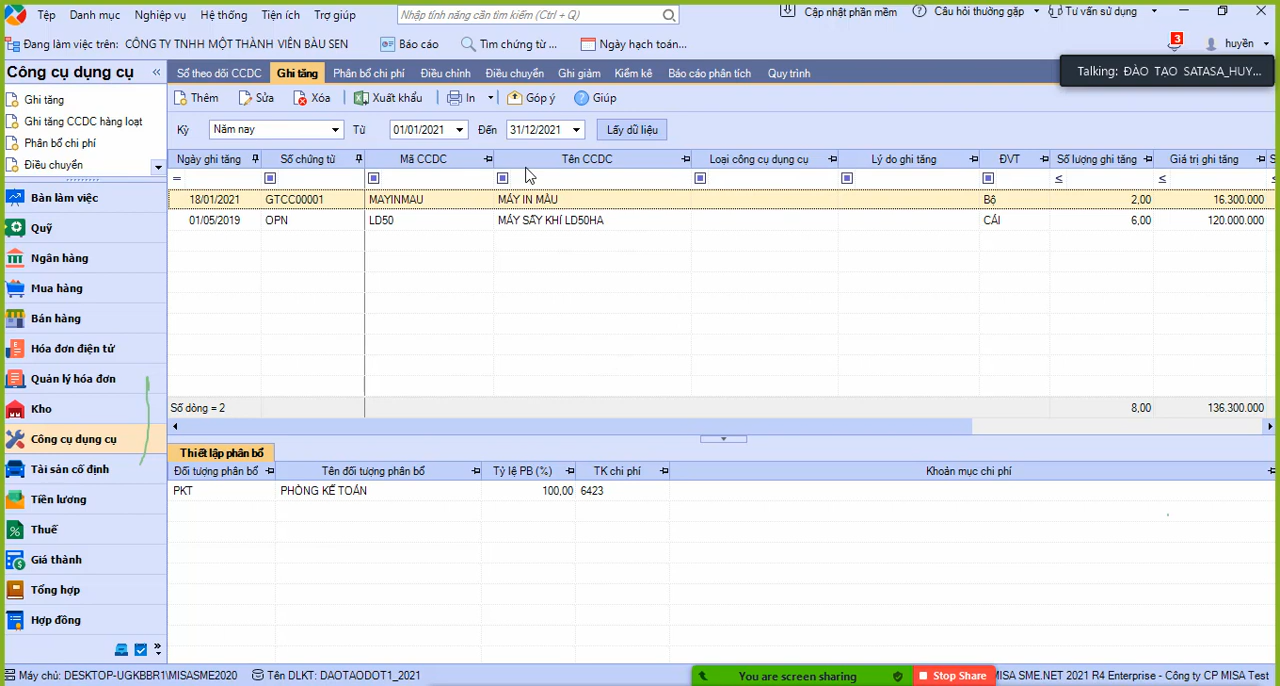 Tệp Danh mục Nghiệp vụ Hệ thống Tiện ích Trợ giúp Nhập tính năng cần tìm kiếm (Ctrl + Q) Cập nhật phần mềm Câu hỏi thường gặp Tư vấn sử dụng
Đang làm việc trên: CÔNG TY TNHH MỘT THÀNH VIÊN BÀU SEN Báo cáo Tìm chứng từ ... Ngày hạch toán... 3 huyền
Talking: ĐÀO TẠO SATASA_HUY...
Công cụ dụng cụ «
Ghi tăng
Ghi tăng CCDC hàng loạt
Phân bổ chi phí
Điều chuyển
Bàn làm việc
Quỹ
Ngân hàng
Mua hàng
Bán hàng
Hóa đơn điện tử
Quản lý hóa đơn
Kho
Công cụ dụng cụ
Tài sản cố định
Tiền lương
Thuế
Giá thành
Tổng hợp
Hợp đồng
Sổ theo dõi CCDC Ghi tăng Phân bổ chi phí Điều chỉnh Điều chuyển Ghi giảm Kiểm kê Báo cáo phân tích Quy trình
Thêm Sửa Xóa Xuất khẩu In Góp ý Giúp
Kỳ Năm nay Từ 01/01/2021 Đến 31/12/2021 Lấy dữ liệu
Ngày ghi tăng Số chứng từ Mã CCDC Tên CCDC Loại công cụ dụng cụ Lý do ghi tăng ĐVT Số lượng ghi tăng Giá trị ghi tăng S
= ≤ ≤ ≤
18/01/2021 GTCC00001 MAYINMAU MÁY IN MÀU Bộ 2,00 16.300.000
01/05/2019 OPN LD50 MÁY SẤY KHÍ LD50HA CÁI 6,00 120.000.000
Số dòng = 2 8,00 136.300.000
Thiết lập phân bổ
Đối tượng phân bổ Tên đối tượng phân bổ Tỷ lệ PB (%) TK chi phí Khoản mục chi phí
PKT PHÒNG KẾ TOÁN 100,00 6423
Máy chủ: DESKTOP-UGKBBR1\MISASME2020 Tên DLKT: DAOTAODOT1_2021 You are screen sharing Stop Share MISA SME.NET 2021 R4 Enterprise - Công ty CP MISA Test